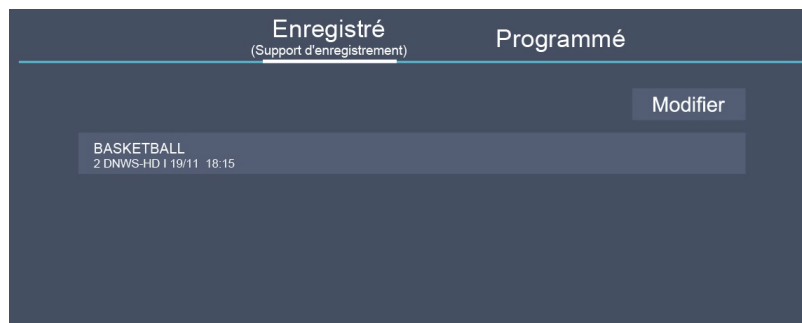 Enregistré
(Support d'enregistrement)
Programmé
Modifier
BASKETBALL
2 DNWS-HD I 19/11 18:15